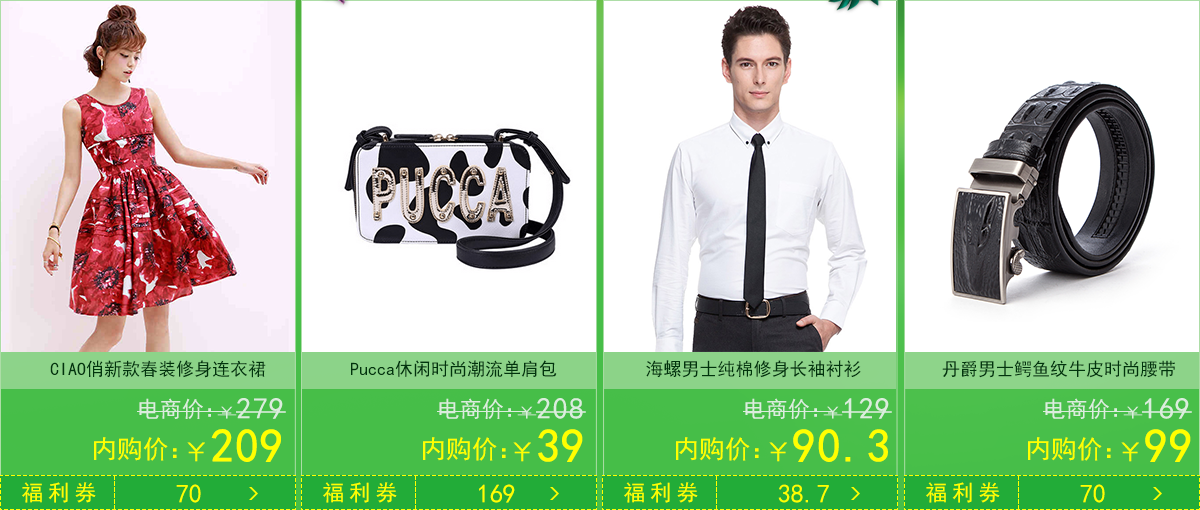 PUCCA
CIAO俏新款春装修身连衣裙
电商价:￥279
内购价:￥209
福利券 70 >
Pucca休闲时尚潮流单肩包
电商价:￥208
内购价:￥39
福利券 169 >
海螺男士纯棉修身长袖衬衫
电商价:￥129
内购价:￥90.3
福利券 38.7 >
丹爵男士鳄鱼纹牛皮时尚腰带
电商价:￥169
内购价:￥99
福利券 70 >